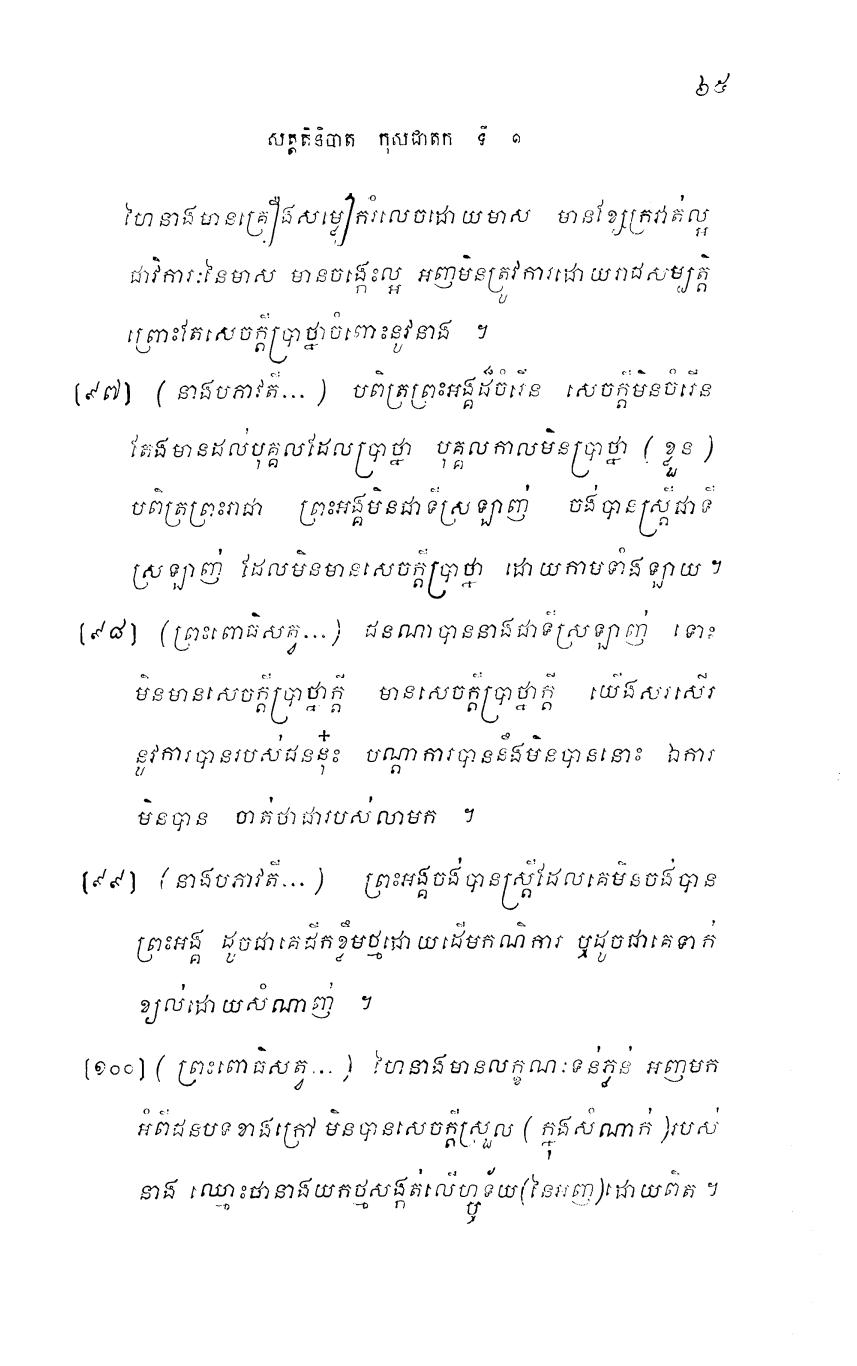 ៦៥
សត្តតិនិបាត កុសជាតក ទី ១
ហៃនាងមានគ្រឿងសម្លៀកវំលេចដោយមាស មានខ្សែក្រវាត់ល្អ
ជាវិការៈនៃមាស មានចង្កេះល្អ អញមិនត្រូវការដោយរាជសម្បត្តិ
ព្រោះតែសេចក្តីប្រាថ្នាចំពោះនូវនាង ។
[៩៧] (នាងបភាវតី...) បពិត្រព្រះអង្គដ៏ចំរើន សេចក្តីមិនចំរើន
តែងមានដល់បុគ្គលដែលប្រាថ្នា បុគ្គលកាលមិនប្រាថ្នា (ខ្លួន)
បពិត្រព្រះរាជា ព្រះអង្គមិនជាទីស្រឡាញ់ ចង់បានស្ត្រីជាទី
ស្រឡាញ់ ដែលមិនមានសេចក្តីប្រាថ្នា ដោយកាមទាំងឡាយ ។
[៩៨] (ព្រះពោធិសត្វ...) ជនណាបាននាងជាទីស្រឡាញ់ ទោះ
មិនមានសេចក្តីប្រាថ្នាក្តី មានសេចក្តីប្រាថ្នាក្តី យើងសរសើរ
នូវការបានរបស់ជននុ៎ះ បណ្តាការបាននឹងមិនបាននោះ ឯការ
មិនបាន ចាត់ថាជារបស់លាមក ។
[៩៩] (នាងបភាវតី...) ព្រះអង្គចង់បានស្ត្រីដែលគេមិនចង់បាន
ព្រះអង្គ ដូចជាគេដឹកខ្ទឹមថ្មដោយដើមកណិការ ឬដូចជាគេទាក់
ខ្យល់ដោយសំណាញ់ ។
[១០០] (ព្រះពោធិសត្វ...) ហៃនាងមានលក្ខណៈទន់ភ្លន់ អញមក
អំពីជនបទខាងក្រៅ មិនបានសេចក្តីស្រួល (ក្នុងសំណាក់)របស់
នាង ឈ្មោះថានាងយកថ្មសង្កត់លើហ្ឫទ័យ(នៃអញ)ដោយពិត ។